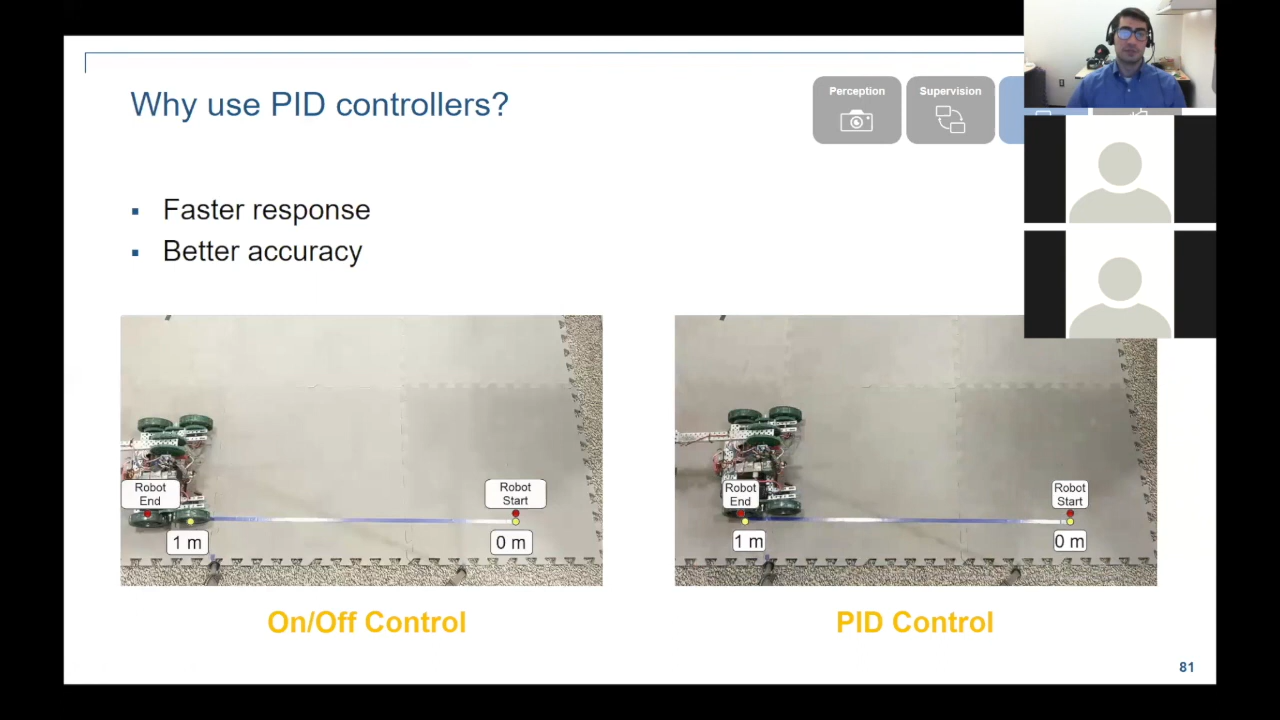 Why use PID controllers?
Perception
Supervision
▪ Faster response
▪ Better accuracy
Robot
End
Robot
Start
1 m
0 m
Robot
End
Robot
Start
1 m
0 m
On/Off Control
PID Control
81